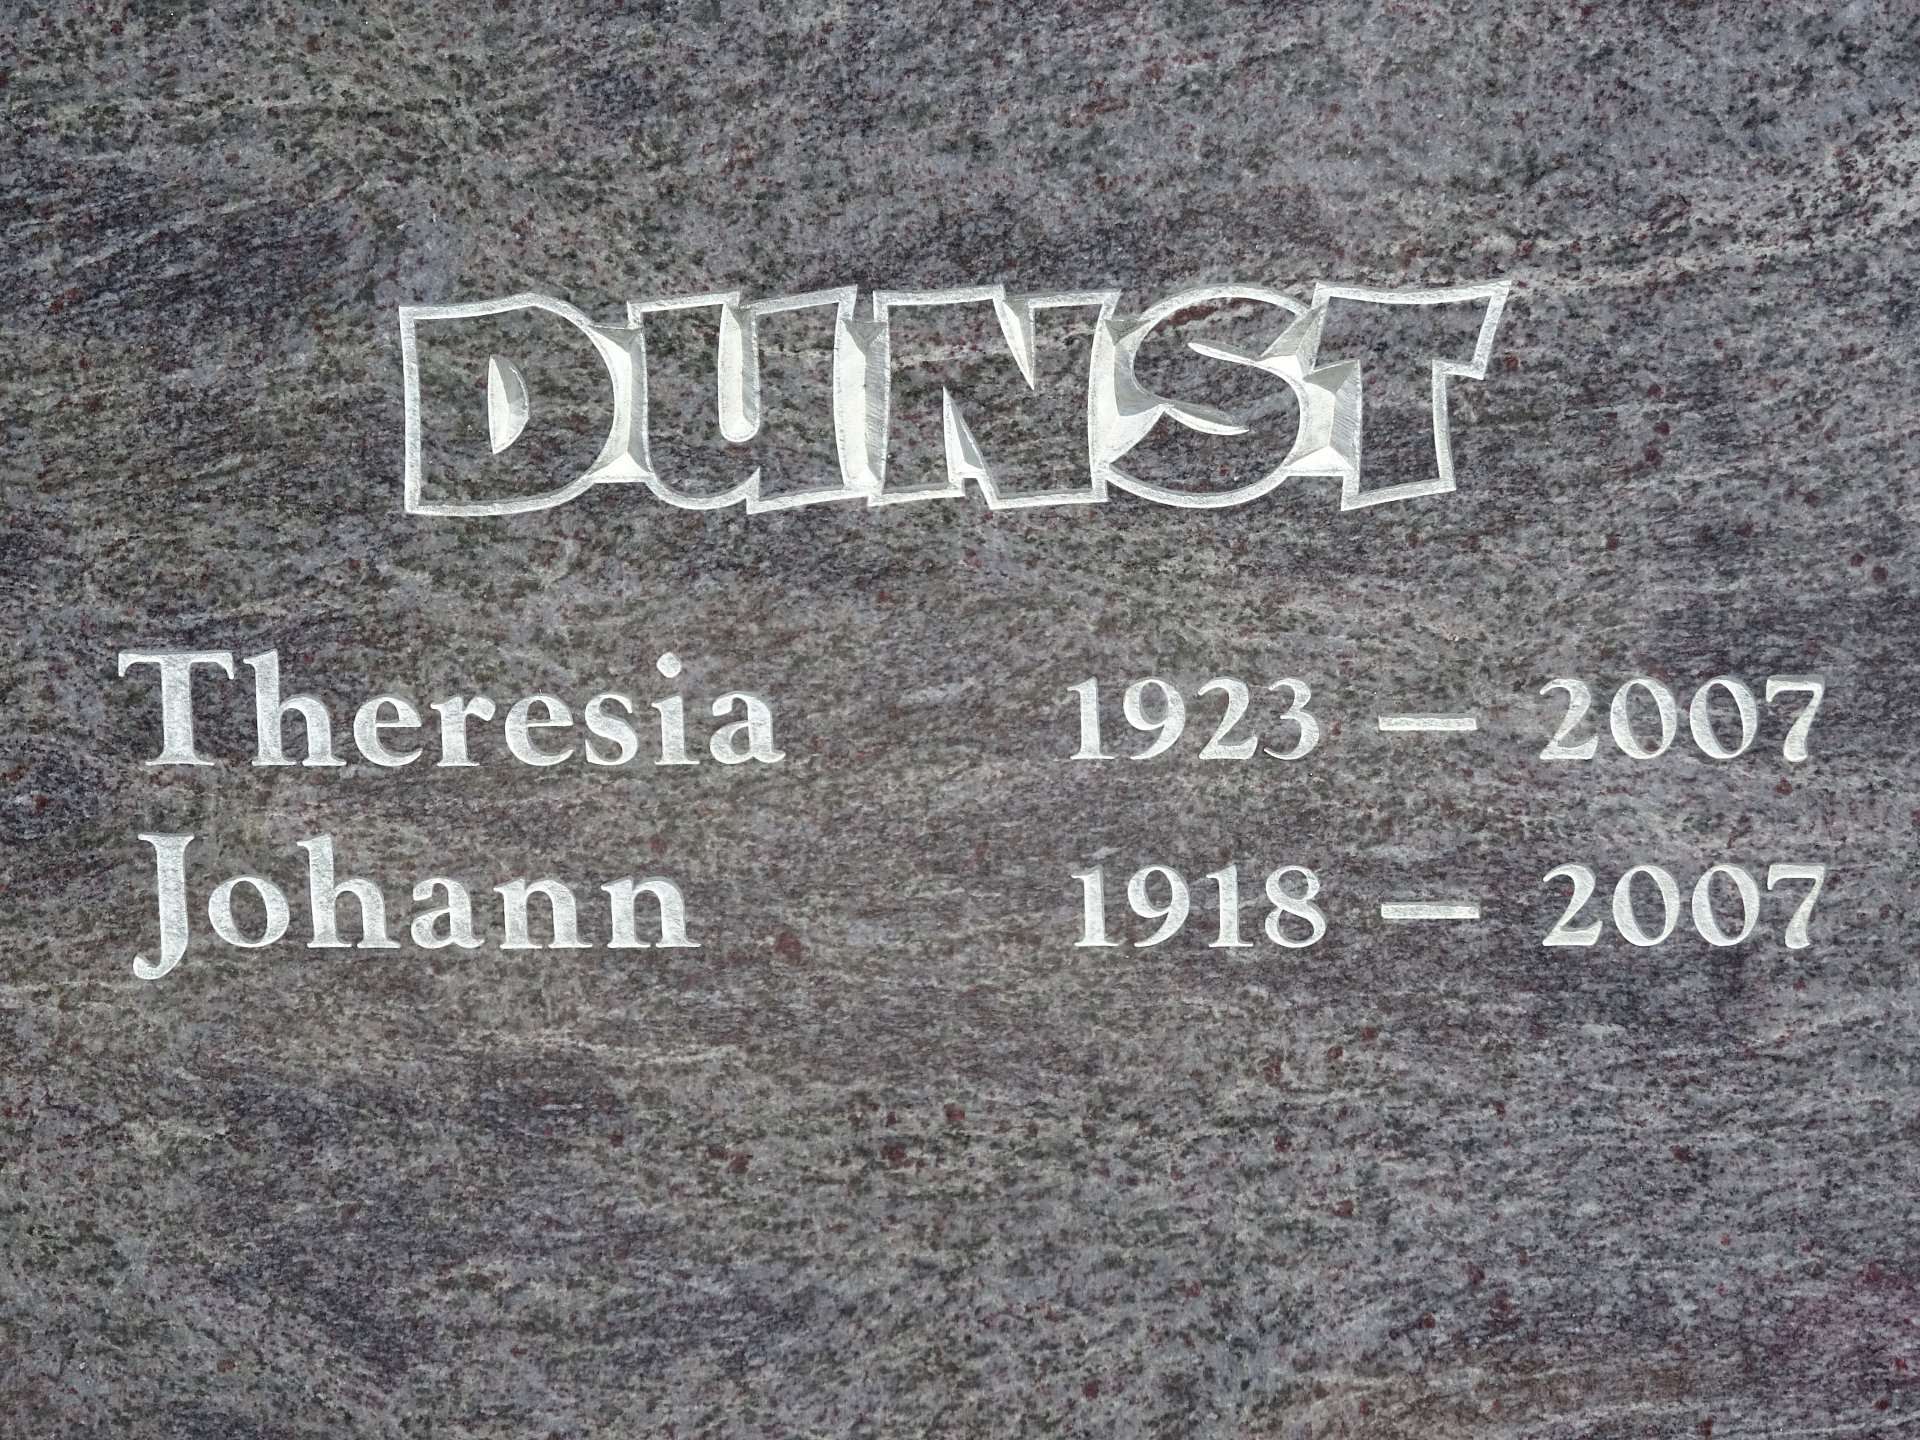 DUNST
Theresia 1923 – 2007
Johann 1918 – 2007